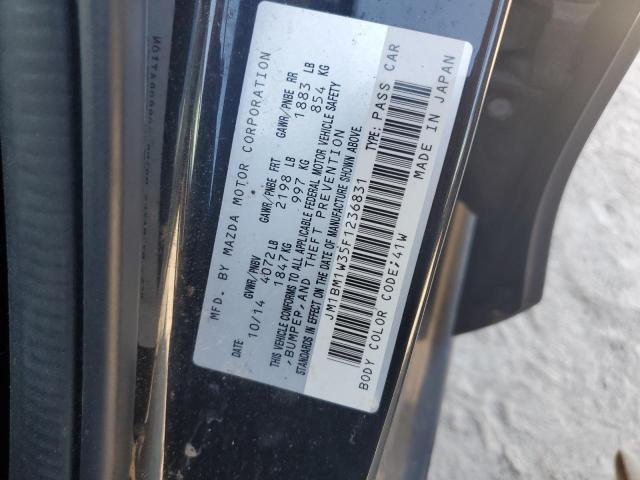 MFD. BY MAZDA MOTOR CORPORATION
DATE GVWR/PNBV GAWR/PNBE FRT GAWR/PNBE RR
10/14 4072 LB 2198 LB 1883 LB
1847 KG 997 KG 854 KG
THIS VEHICLE CONFORMS TO ALL APPLICABLE FEDERAL MOTOR VEHICLE SAFETY
, BUMPER, AND THEFT PREVENTION
STANDARDS IN EFFECT ON THE DATE OF MANUFACTURE SHOWN ABOVE.
JM1BM1W35F1236831 TYPE: PASS CAR
BODY COLOR CODE:41W MADE IN JAPAN